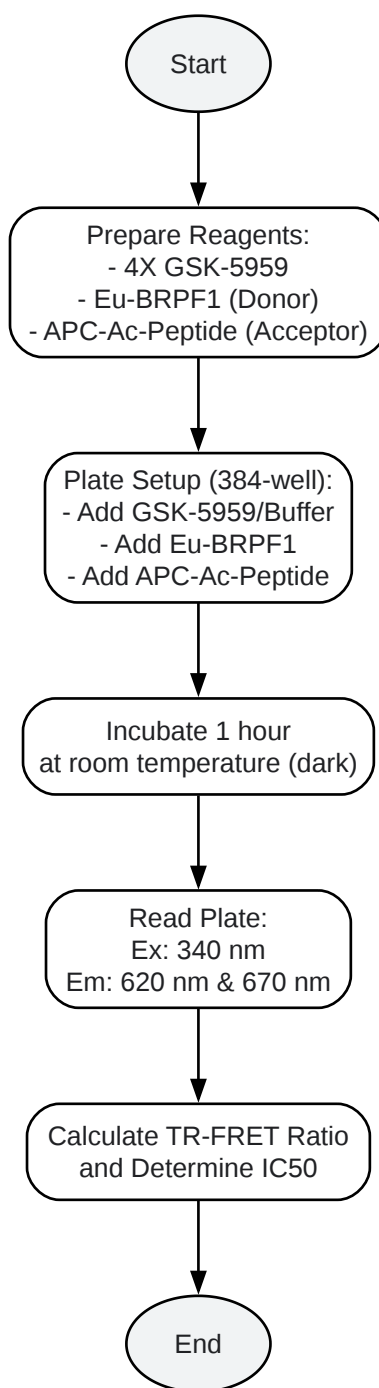 Start
Prepare Reagents:
- 4X GSK-5959
- Eu-BRPF1 (Donor)
- APC-Ac-Peptide (Acceptor)
Plate Setup (384-well):
- Add GSK-5959/Buffer
- Add Eu-BRPF1
- Add APC-Ac-Peptide
Incubate 1 hour
at room temperature (dark)
Read Plate:
Ex: 340 nm
Em: 620 nm & 670 nm
Calculate TR-FRET Ratio
and Determine IC50
End